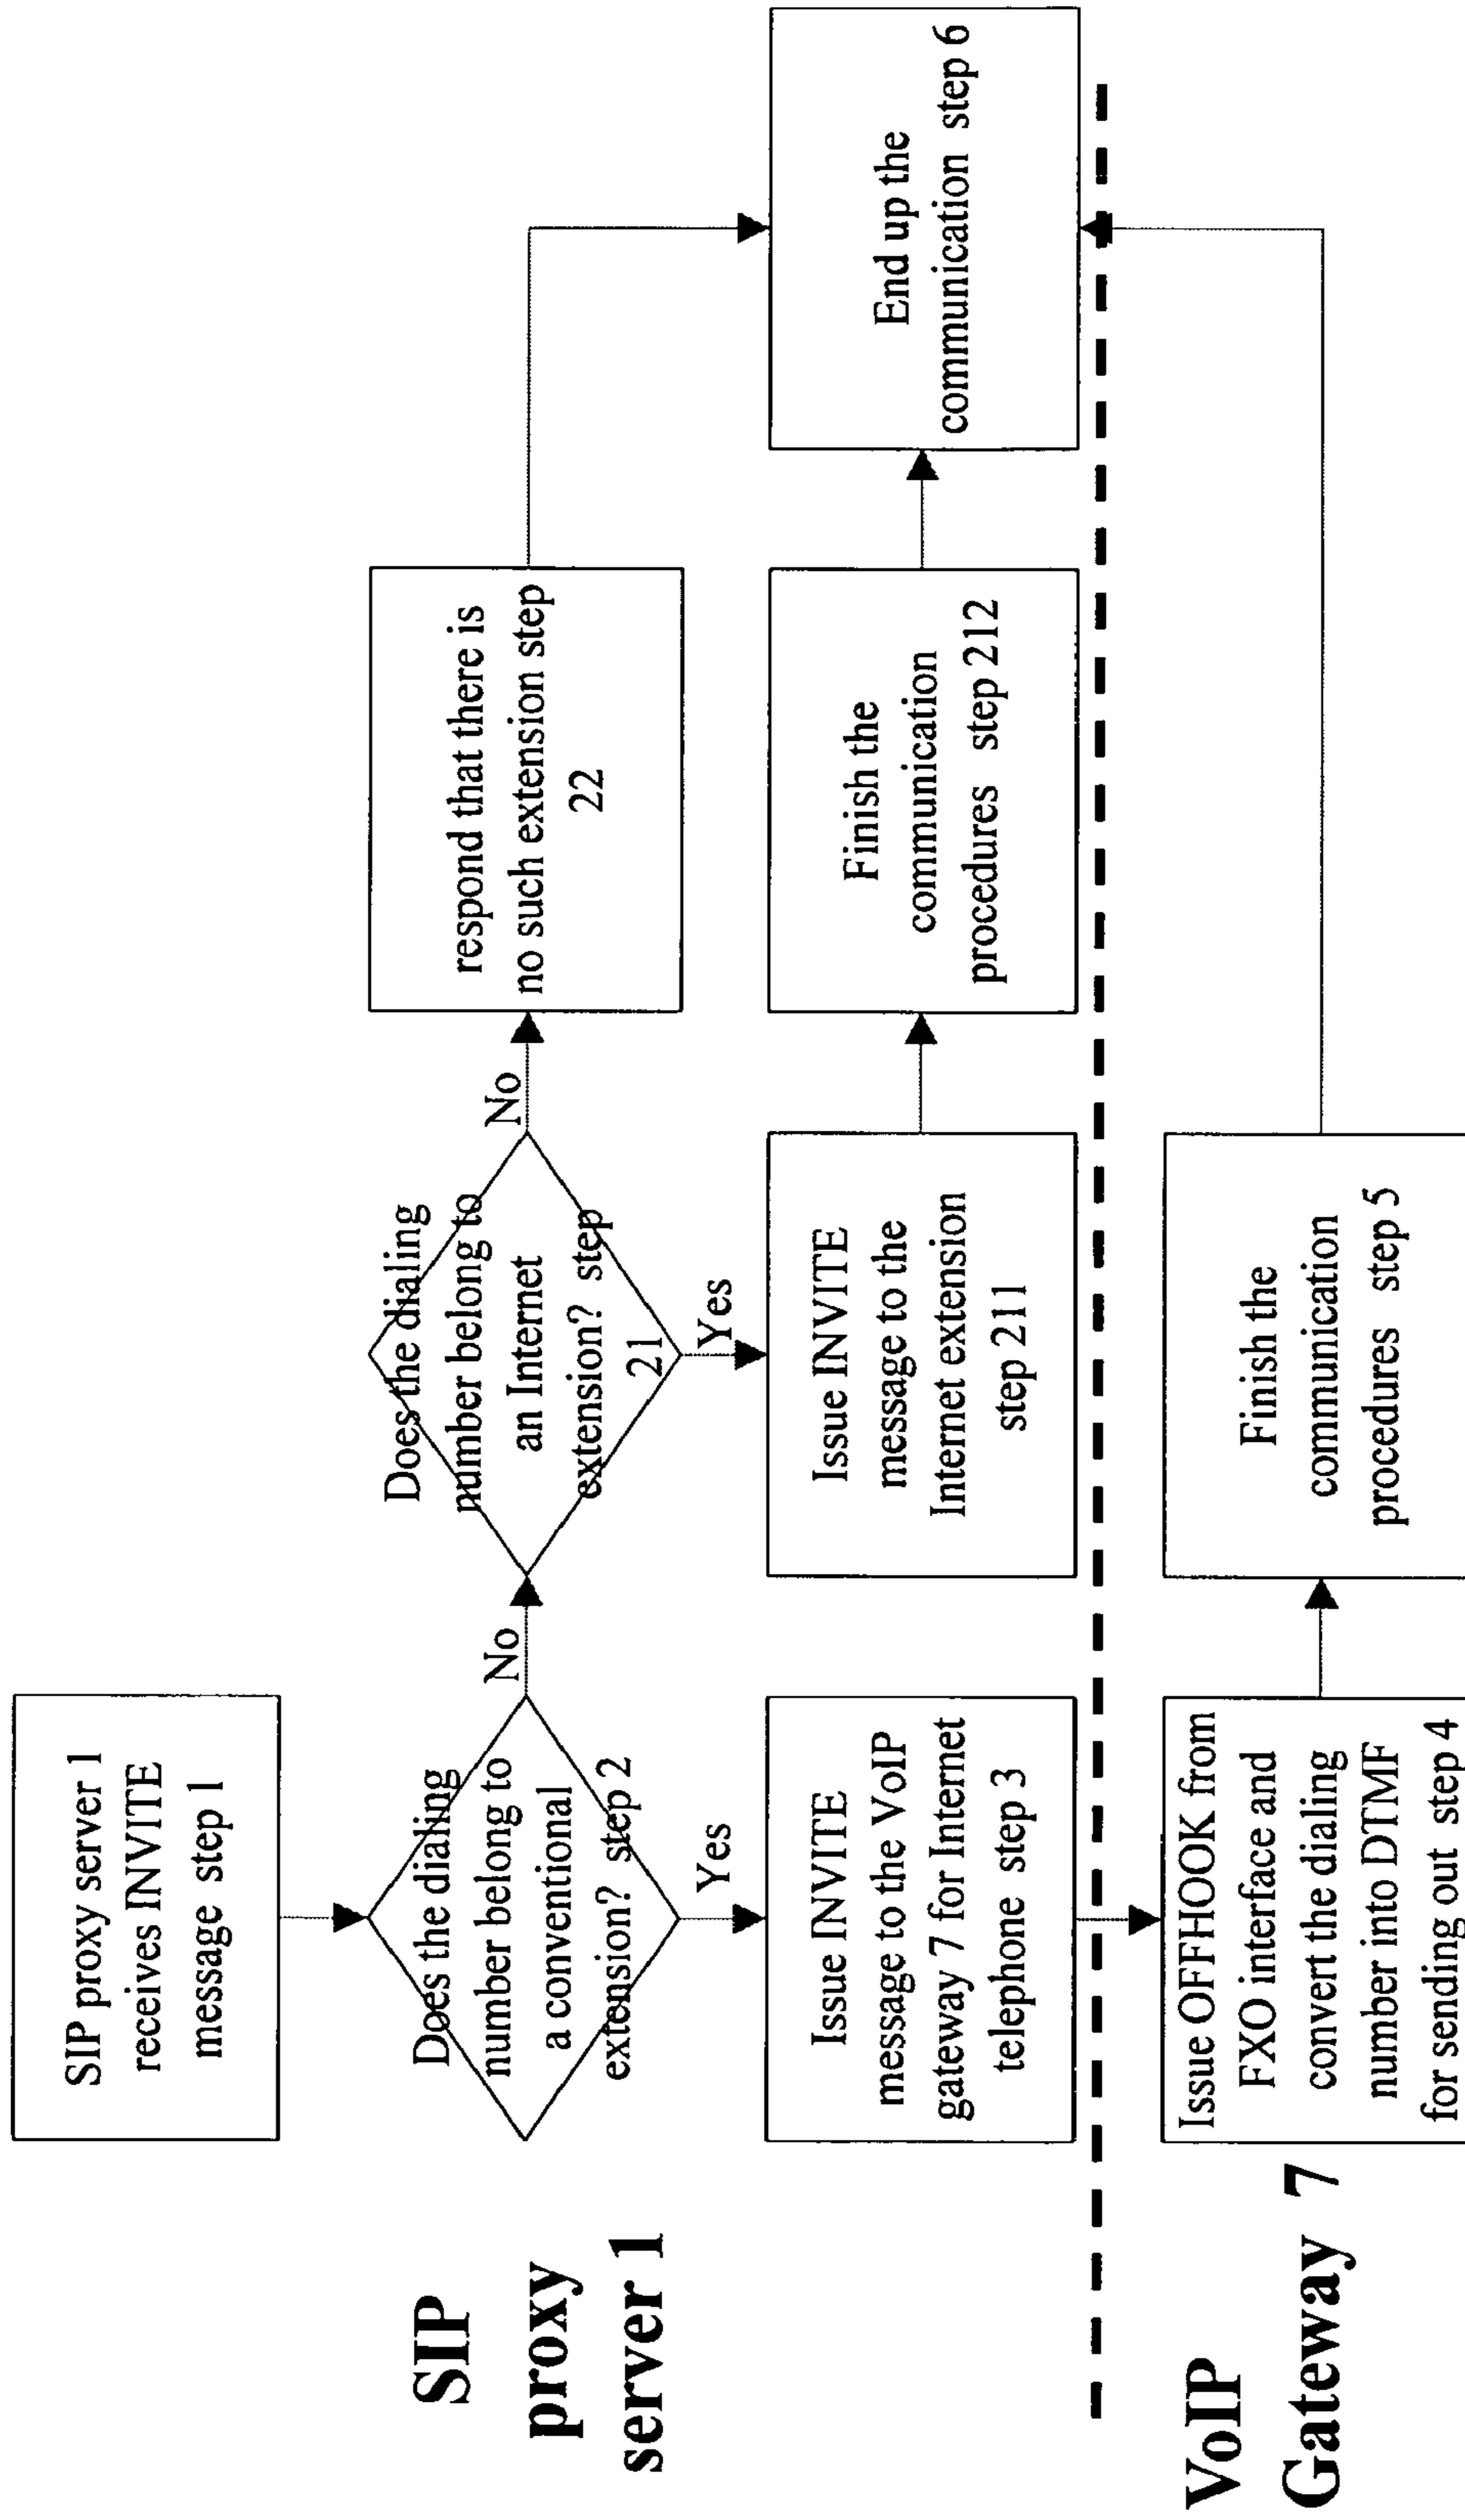 SIP proxy server 1
receives INVITE
message step 1
SIP
proxy
server 1
Does the dialing
number belong to
a conventional
extension? step 2
No
Does the dialing
number belong to
an Internet
extension? step
21
No
respond that there is
no such extension step
22
Yes
Yes
Issue INVITE
message to the VoIP
gateway 7 for Internet
telephone step 3
Issue INVITE
message to the
Internet extension
step 211
Finish the
communication
procedures step 212
End up the
communication step 6
VoIP
Gateway 7
Issue OFFHOOK from
FXO interface and
convert the dialing
number into DTMF
for sending out step 4
Finish the
communication
procedures step 5